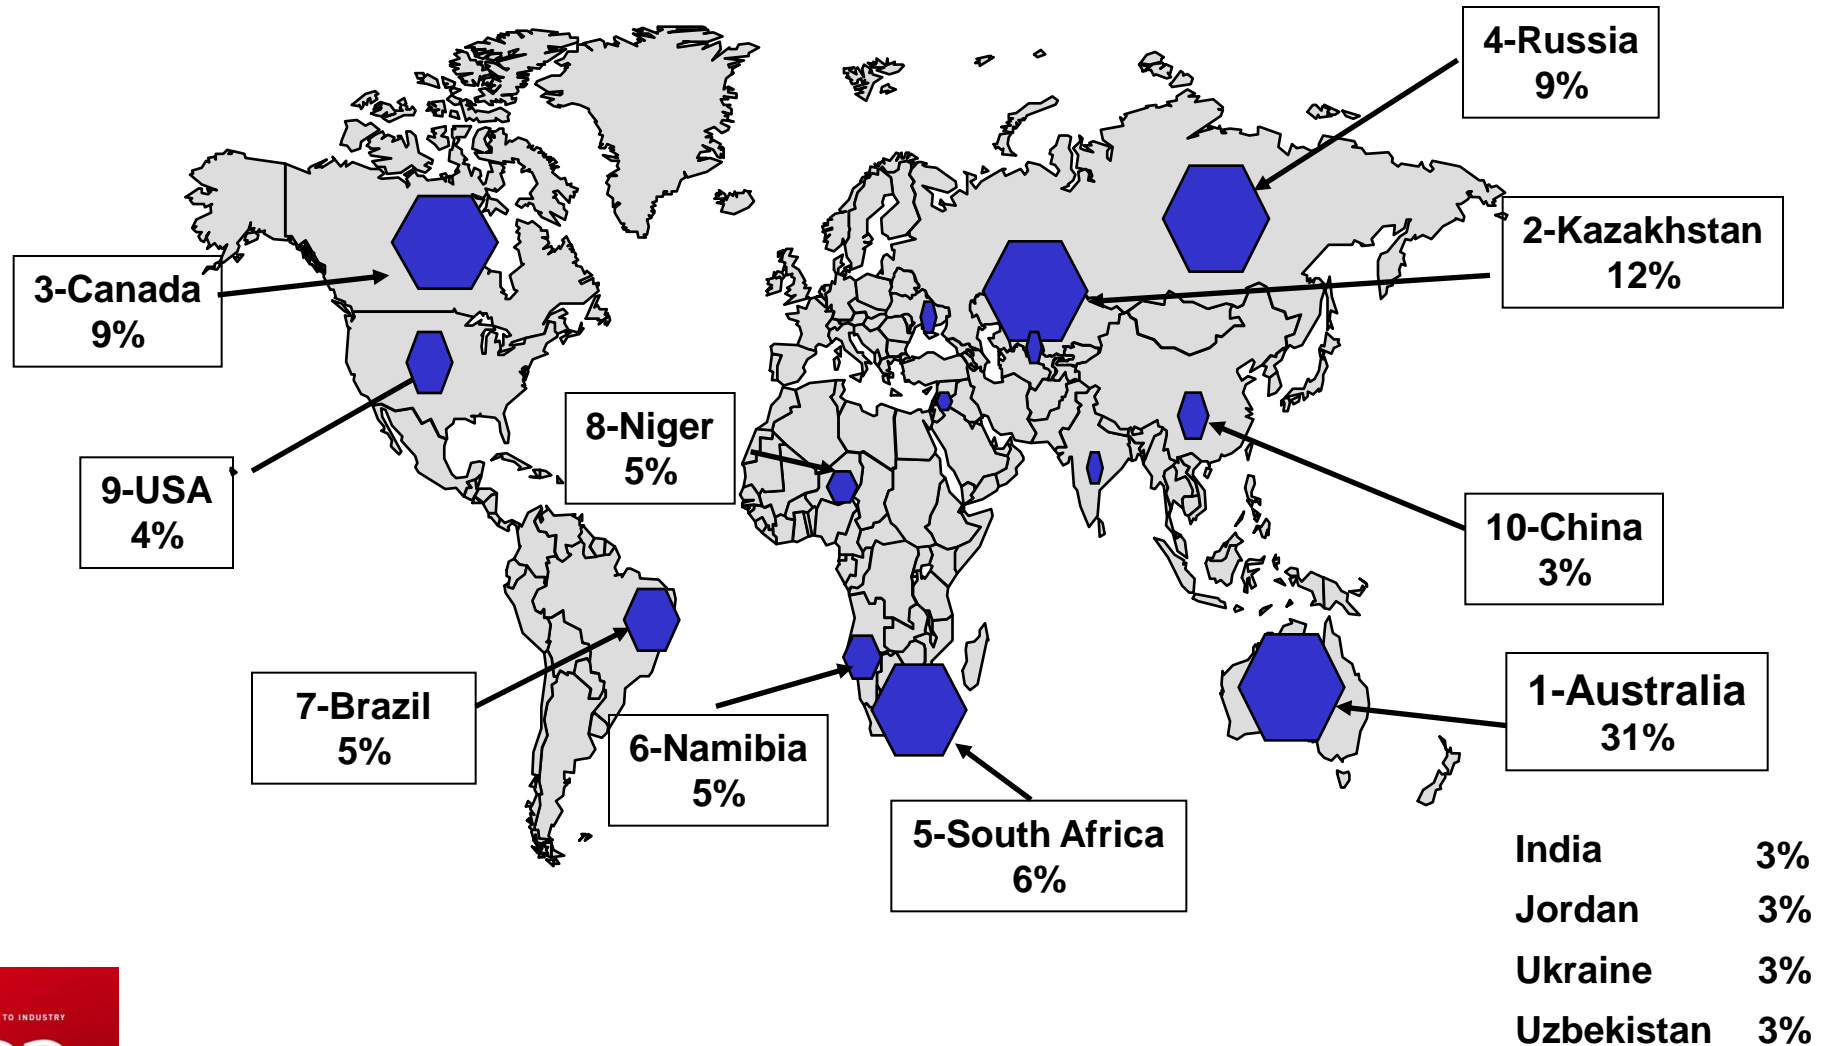 4-Russia
9%
2-Kazakhstan
12%
3-Canada
9%
8-Niger
5%
9-USA
4%
10-China
3%
7-Brazil
5%
6-Namibia
5%
1-Australia
31%
5-South Africa
6%
India 3%
Jordan 3%
Ukraine 3%
Uzbekistan 3%
TO INDUSTRY